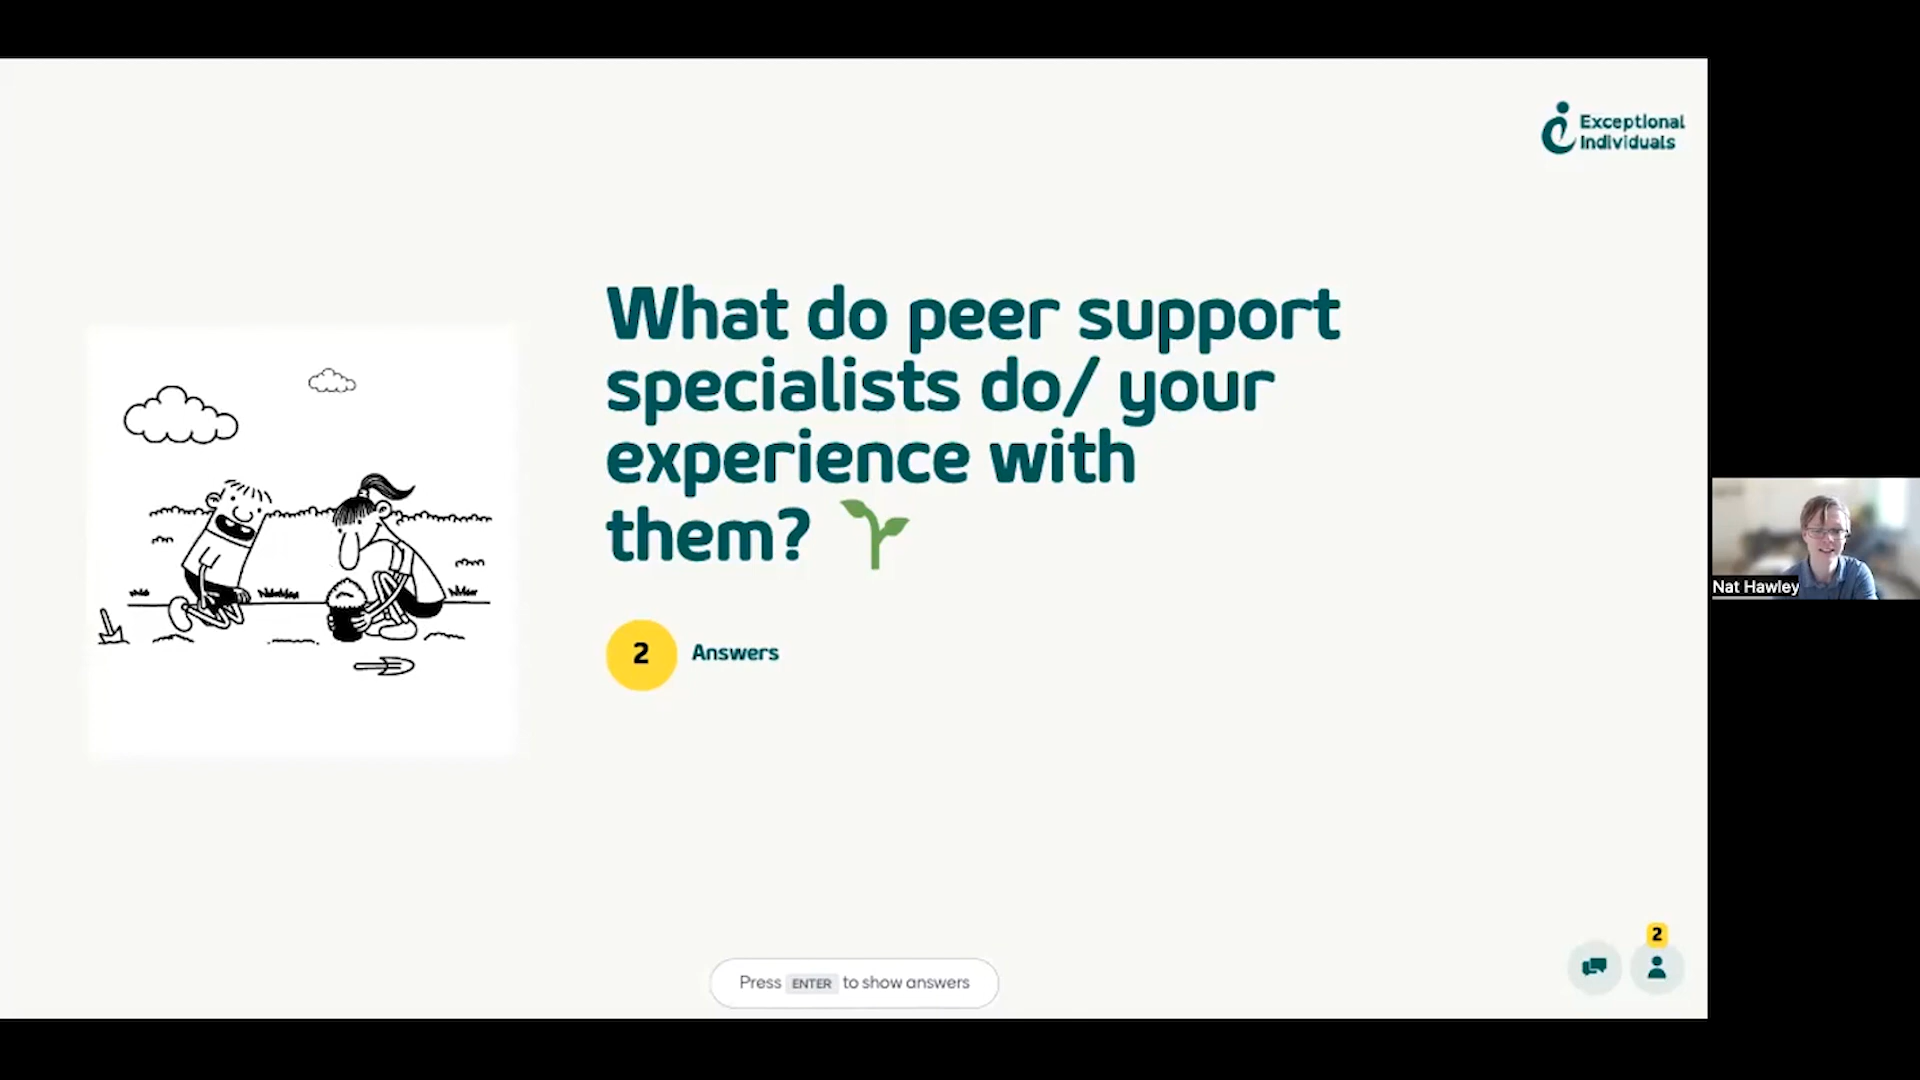 Exceptional
Individuals
What do peer support
specialists do/ your
experience with
them?
2 Answers
Nat Hawley
2
Press ENTER to show answers